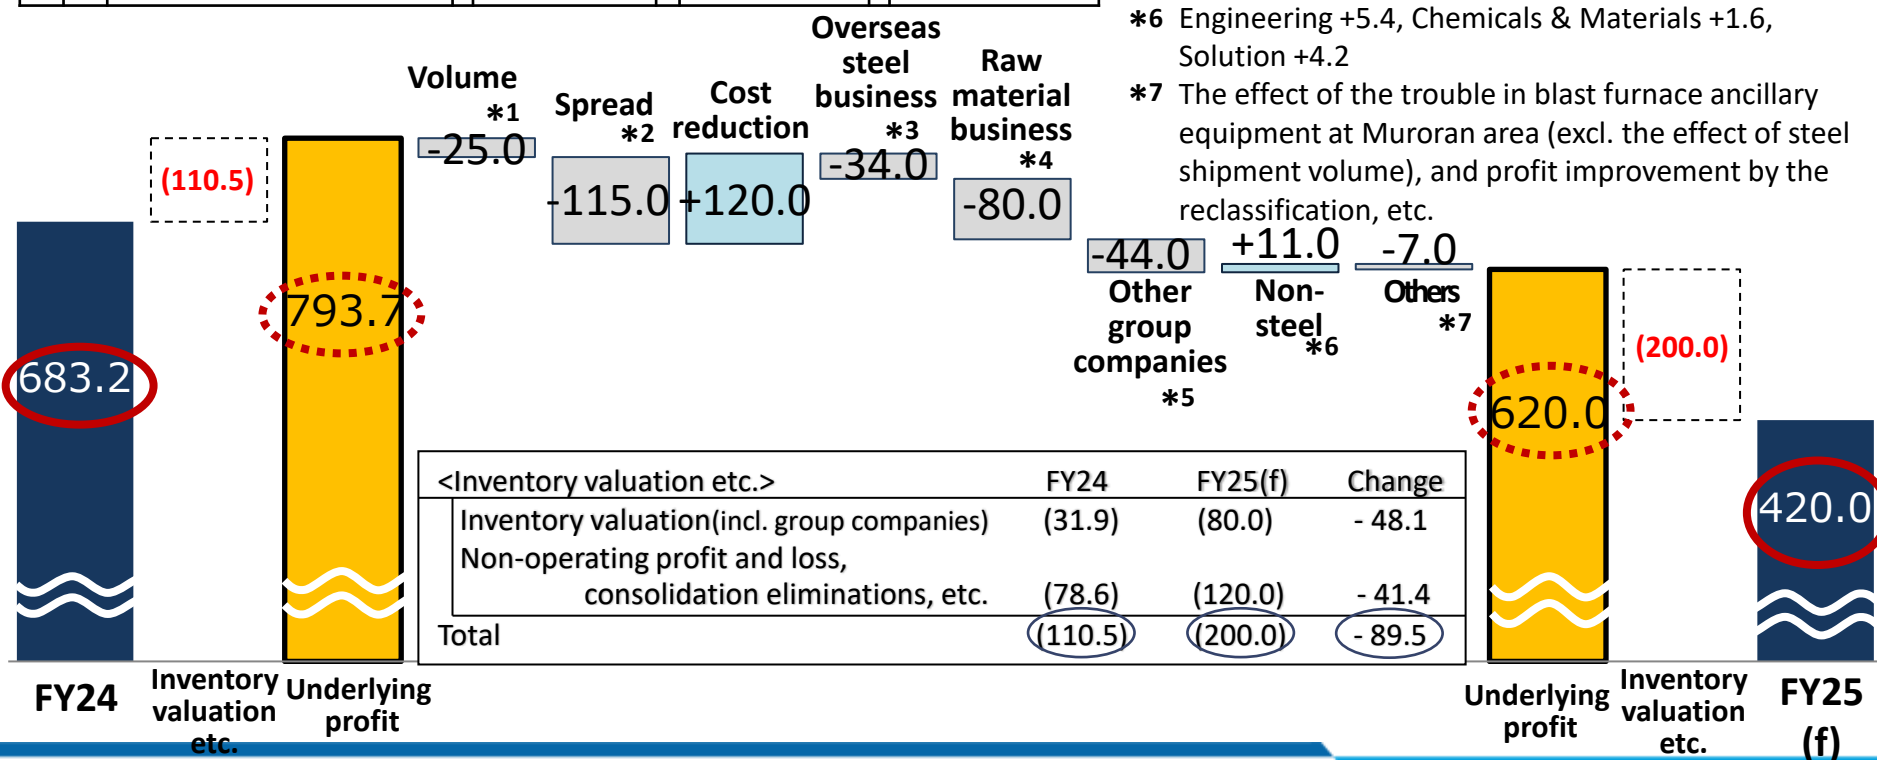 *6 Engineering +5.4, Chemicals & Materials +1.6,
Solution +4.2
*7 The effect of the trouble in blast furnace ancillary
equipment at Muroran area (excl. the effect of steel
shipment volume), and profit improvement by the
reclassification, etc.
683.2
(110.5)
793.7
Volume
*1
-25.0
Spread
*2
-115.0
Cost
reduction
+120.0
Overseas
steel
business
*3
-34.0
Raw
material
business
*4
-80.0
-44.0
Other
group
companies
*5
+11.0
Non-
steel
*6
-7.0
Others
*7
620.0
(200.0)
420.0
<Inventory valuation etc.> FY24 FY25(f) Change
Inventory valuation(incl. group companies) (31.9) (80.0) - 48.1
Non-operating profit and loss,
consolidation eliminations, etc. (78.6) (120.0) - 41.4
Total (110.5) (200.0) - 89.5
FY24
Inventory
valuation
etc.
Underlying
profit
Underlying
profit
Inventory
valuation
etc.
FY25
(f)